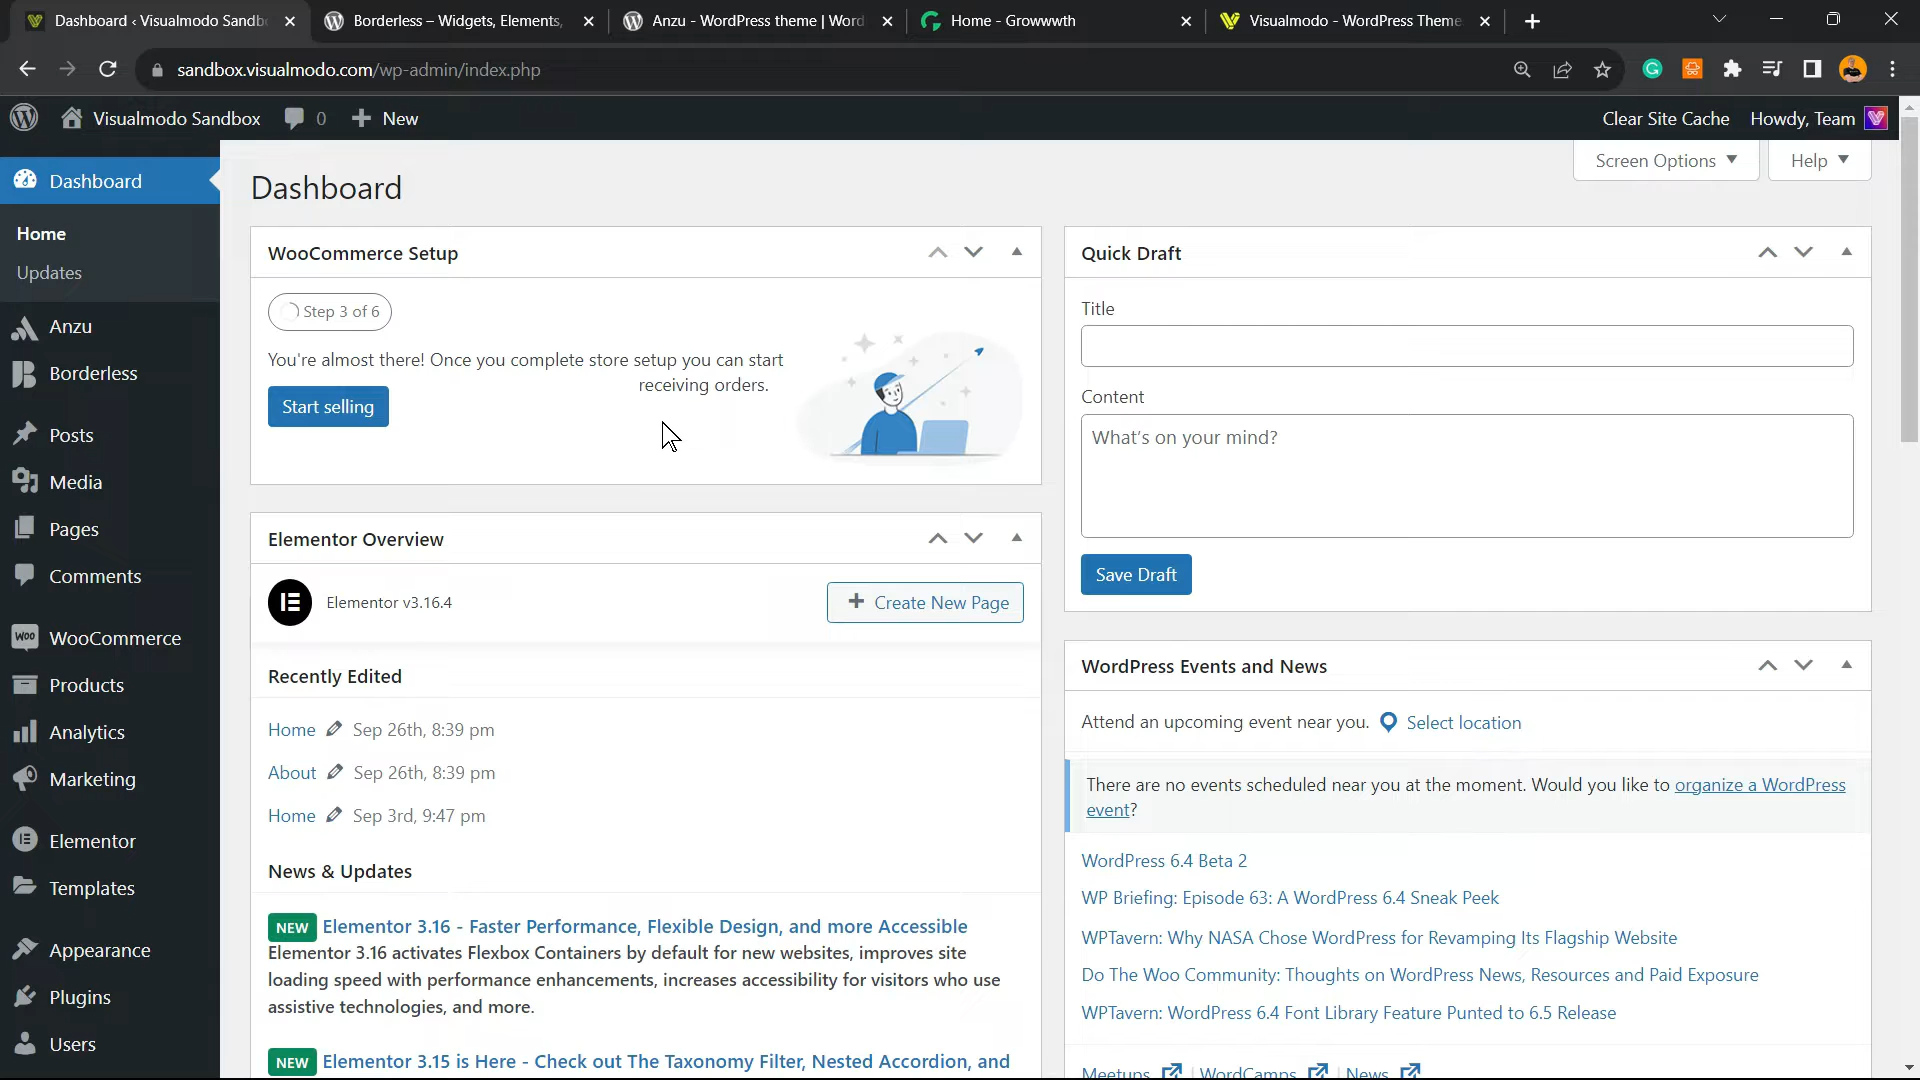 Dashboard ‹ Visualmodo Sandb
Borderless – Widgets, Elements,
Anzu - WordPress theme | Word
Home - Growwwth
Visualmodo - WordPress Theme
sandbox.visualmodo.com/wp-admin/index.php
Visualmodo Sandbox
0
New
Clear Site Cache
Howdy, Team
Dashboard
Home
Updates
Anzu
Borderless
Posts
Media
Pages
Comments
WooCommerce
Products
Analytics
Marketing
Elementor
Templates
Appearance
Plugins
Users
Screen Options
Help
Dashboard
WooCommerce Setup
Step 3 of 6
You're almost there! Once you complete store setup you can start
receiving orders.
Start selling
Elementor Overview
Elementor v3.16.4
Create New Page
Recently Edited
Home Sep 26th, 8:39 pm
About Sep 26th, 8:39 pm
Home Sep 3rd, 9:47 pm
News & Updates
NEW Elementor 3.16 - Faster Performance, Flexible Design, and more Accessible
Elementor 3.16 activates Flexbox Containers by default for new websites, improves site
loading speed with performance enhancements, increases accessibility for visitors who use
assistive technologies, and more.
NEW Elementor 3.15 is Here - Check out The Taxonomy Filter, Nested Accordion, and
Quick Draft
Title
Content
What's on your mind?
Save Draft
WordPress Events and News
Attend an upcoming event near you. Select location
There are no events scheduled near you at the moment. Would you like to organize a WordPress
event?
WordPress 6.4 Beta 2
WP Briefing: Episode 63: A WordPress 6.4 Sneak Peek
WPTavern: Why NASA Chose WordPress for Revamping Its Flagship Website
Do The Woo Community: Thoughts on WordPress News, Resources and Paid Exposure
WPTavern: WordPress 6.4 Font Library Feature Punted to 6.5 Release
Meetups | WordCamps | News